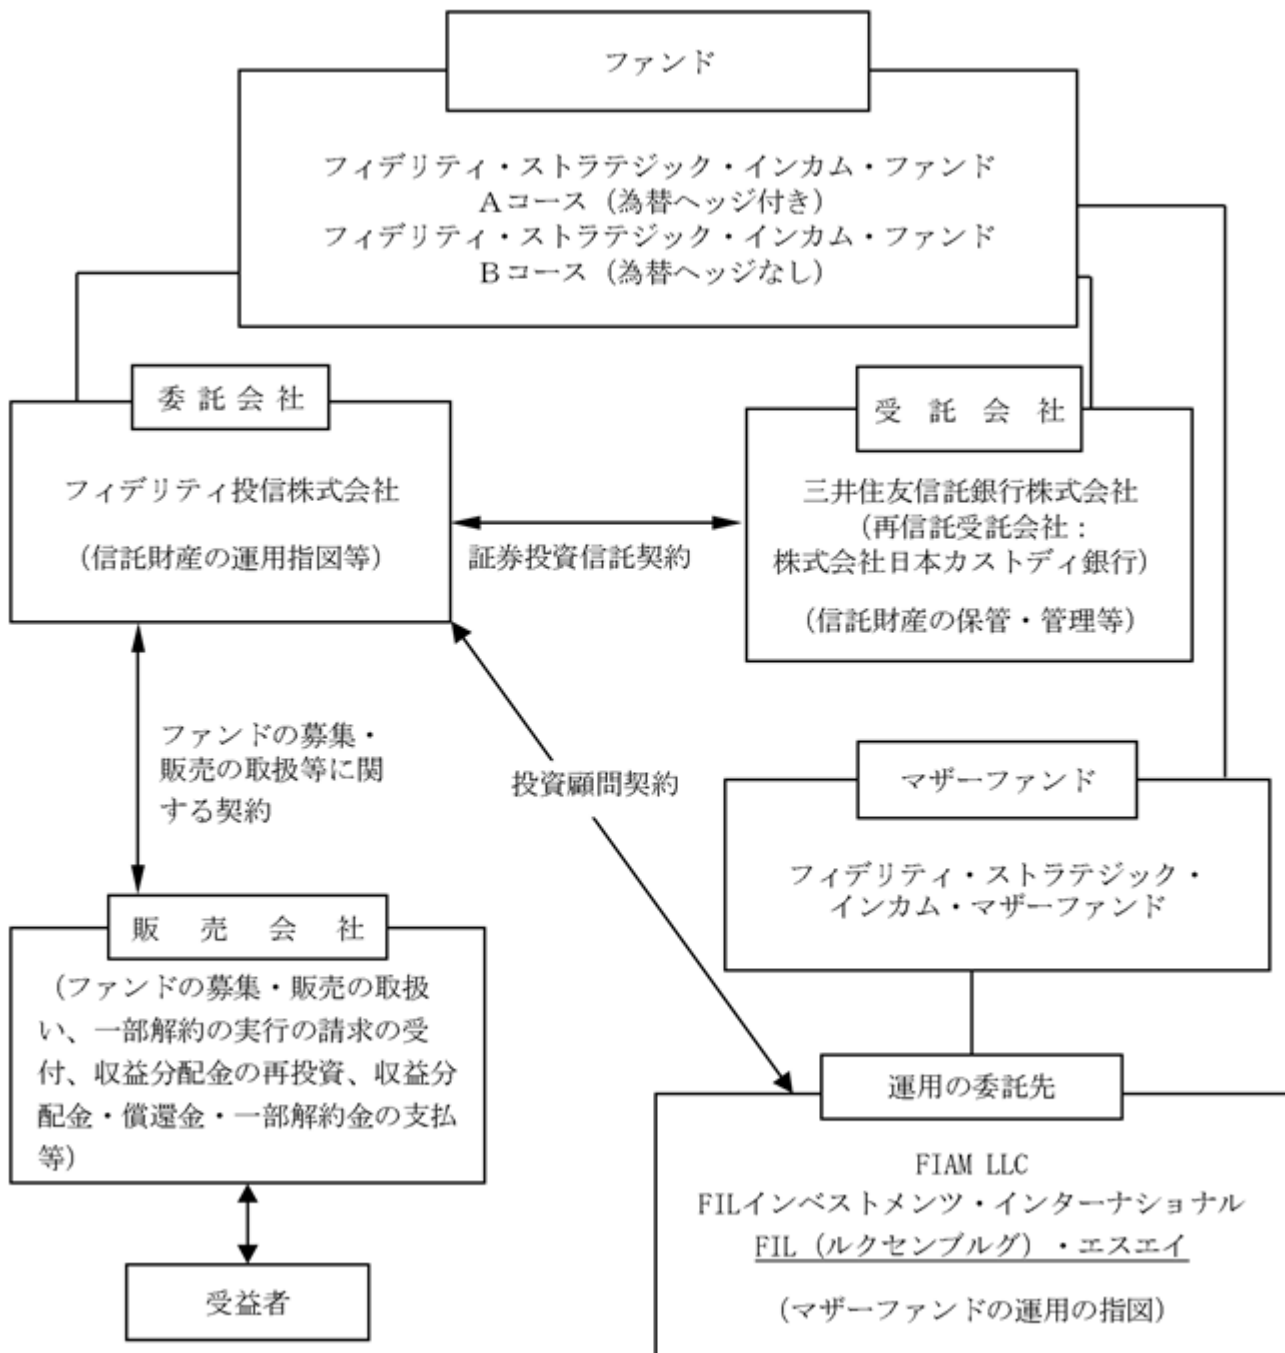 ファンド
フィデリティ・ストラテジック・インカム・ファンド
Aコース（為替ヘッジ付き）
フィデリティ・ストラテジック・インカム・ファンド
Bコース（為替ヘッジなし）
委託会社
フィデリティ投信株式会社
（信託財産の運用指図等）
証券投資信託契約
受託会社
三井住友信託銀行株式会社
（再信託受託会社：
株式会社日本カストディ銀行）
（信託財産の保管・管理等）
ファンドの募集・
販売の取扱等に関
する契約
投資顧問契約
マザーファンド
フィデリティ・ストラテジック・
インカム・マザーファンド
販売会社
（ファンドの募集・販売の取扱
い、一部解約の実行の請求の受
付、収益分配金の再投資、収益分
配金・償還金・一部解約金の支払
等）
受益者
運用の委託先
FIAM LLC
FILインベストメンツ・インターナショナル
FIL（ルクセンブルグ）・エスエイ
（マザーファンドの運用の指図）